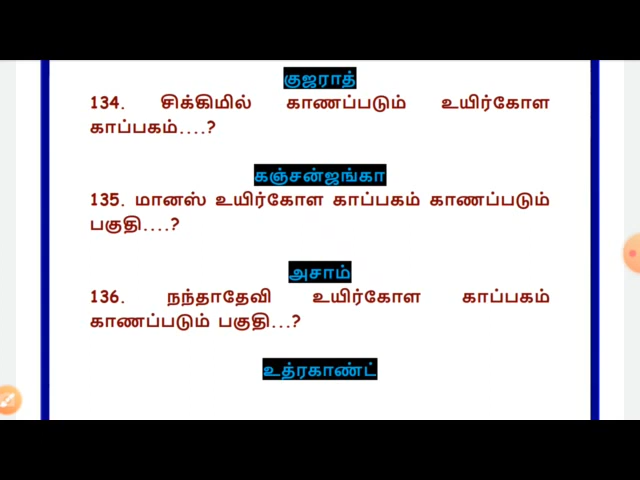 குஜராத்
134. சிக்கிமில் காணப்படும் உயிர்கோள
காப்பகம்....?
கஞ்சன்ஜங்கா
135. மானஸ் உயிர்கோள காப்பகம் காணப்படும்
பகுதி....?
அசாம்
136. நந்தாதேவி உயிர்கோள காப்பகம்
காணப்படும் பகுதி...?
உத்ரகாண்ட்